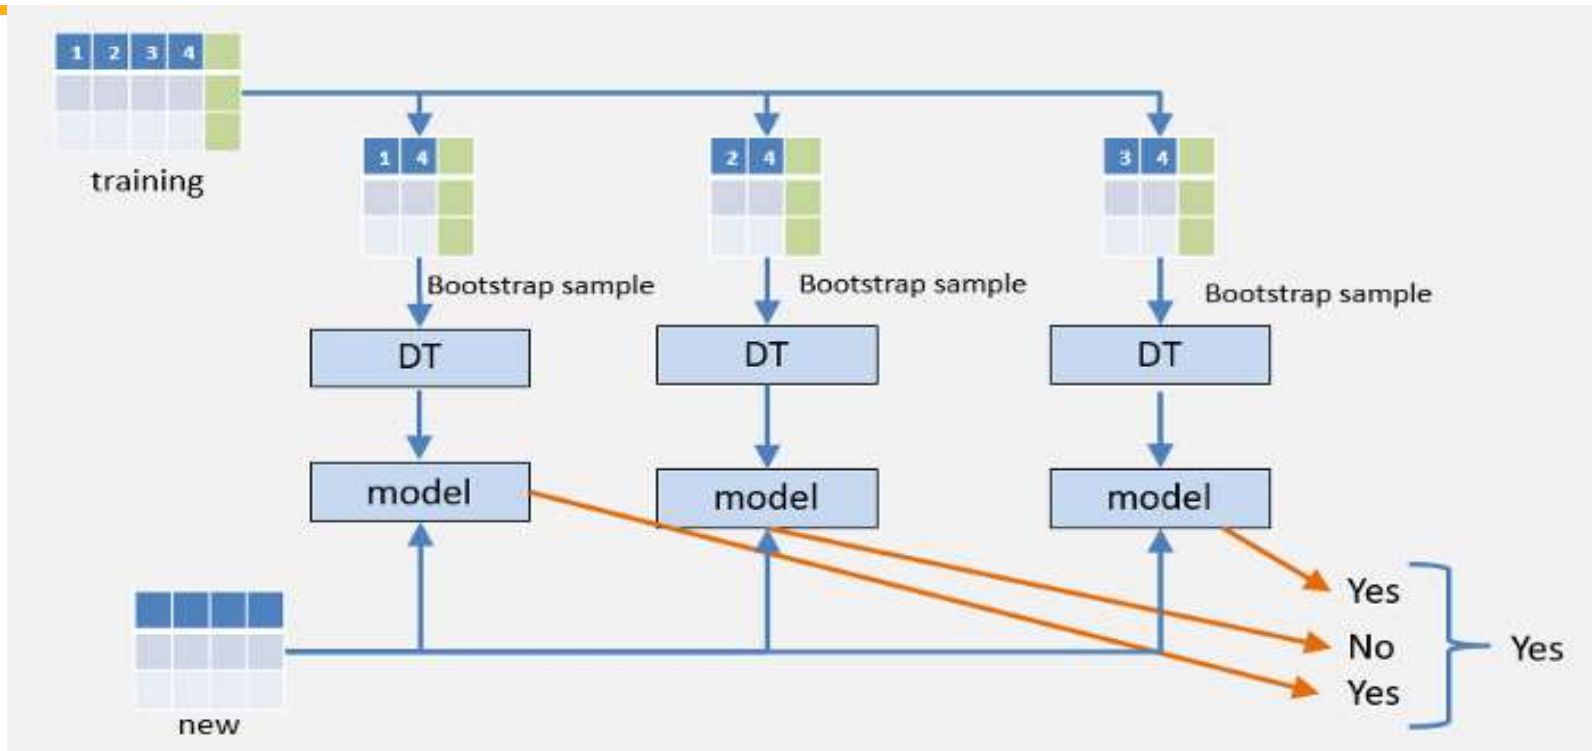 1 2 3 4
training
1 4
2 4
3 4
Bootstrap sample
Bootstrap sample
Bootstrap sample
DT
DT
DT
model
model
model
new
Yes
No
Yes
Yes